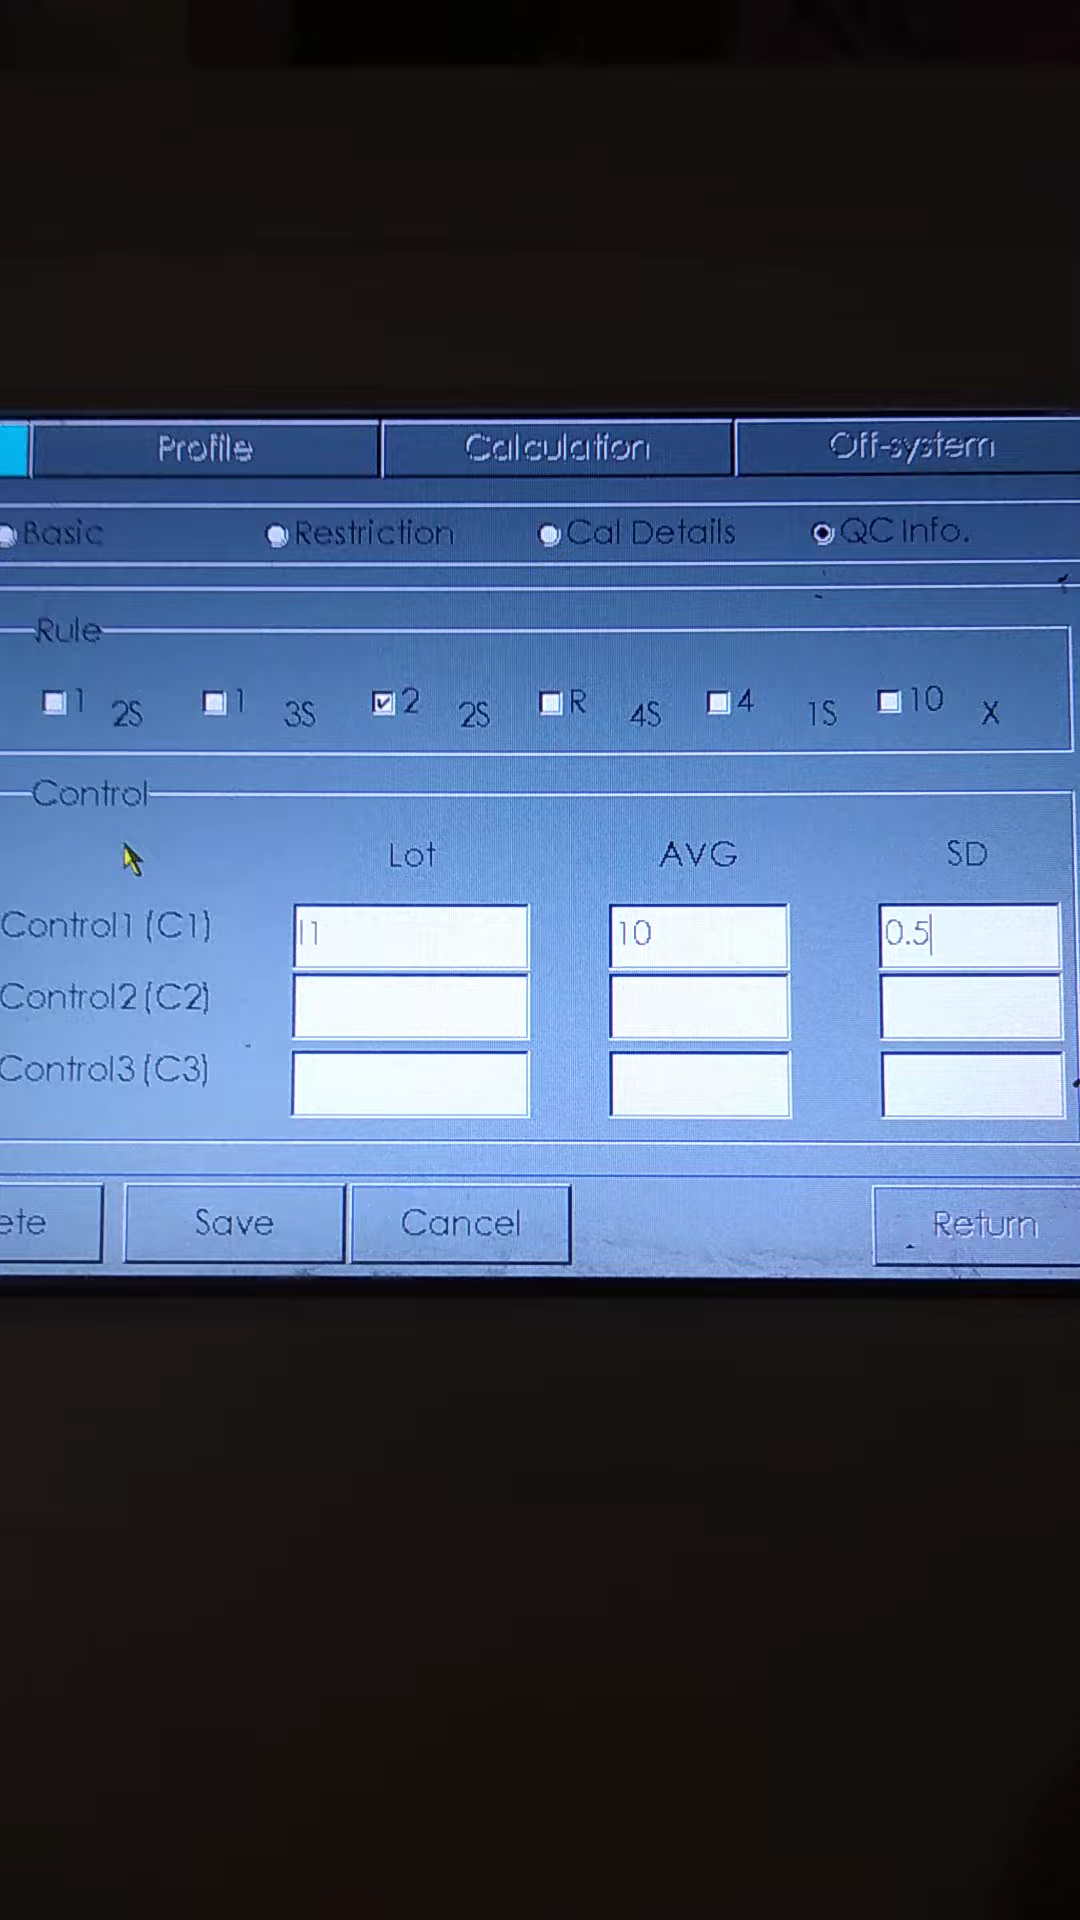 Profile Calculation Off-system
Basic Restriction Cal Details QC Info.
Rule
1 2S 1 3S 2 2S R 4S 4 1S 10 X
Control
Lot AVG SD
Control1 (C1) 10 0.5
Control2 (C2)
Control3 (C3)
ete Save Cancel Return